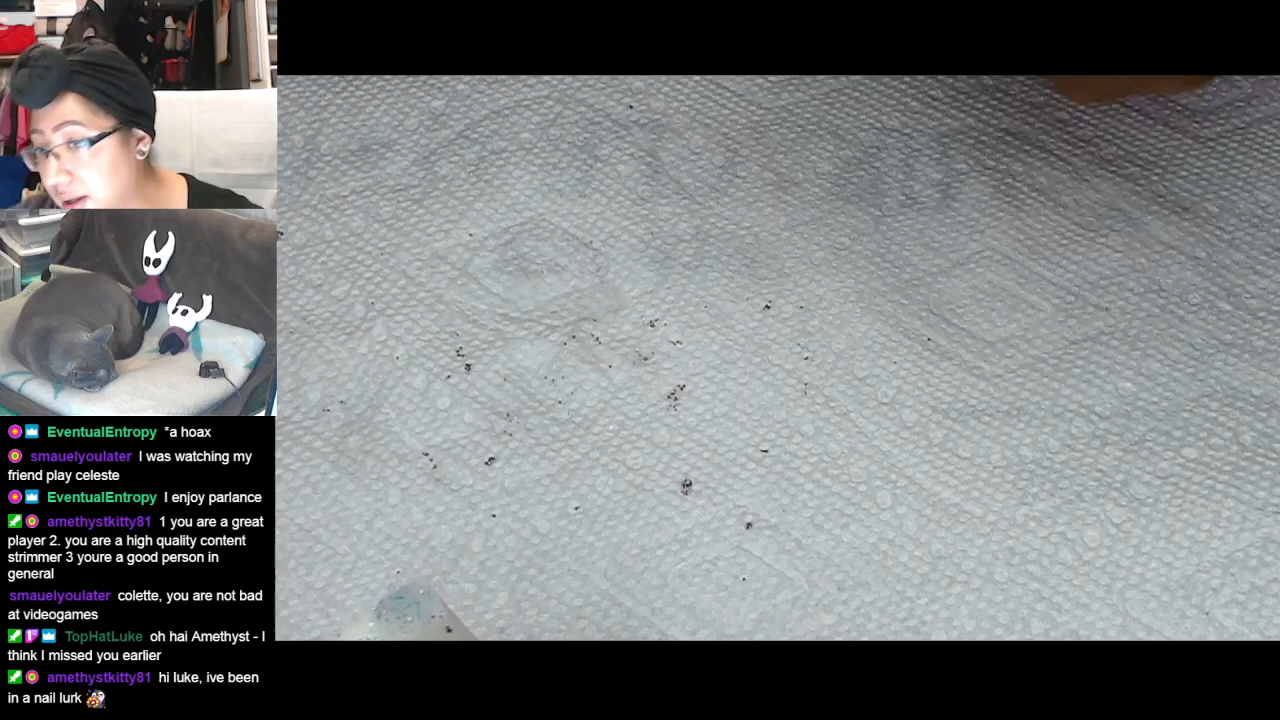 EventualEntropy *a hoax
smauelyoulater I was watching my
friend play celeste
EventualEntropy I enjoy parlance
amethystkitty81 1 you are a great
player 2. you are a high quality content
strimmer 3 youre a good person in
general
smauelyoulater colette, you are not bad
at videogames
TopHatLuke oh hai Amethyst - I
think I missed you earlier
amethystkitty81 hi luke, ive been
in a nail lurk